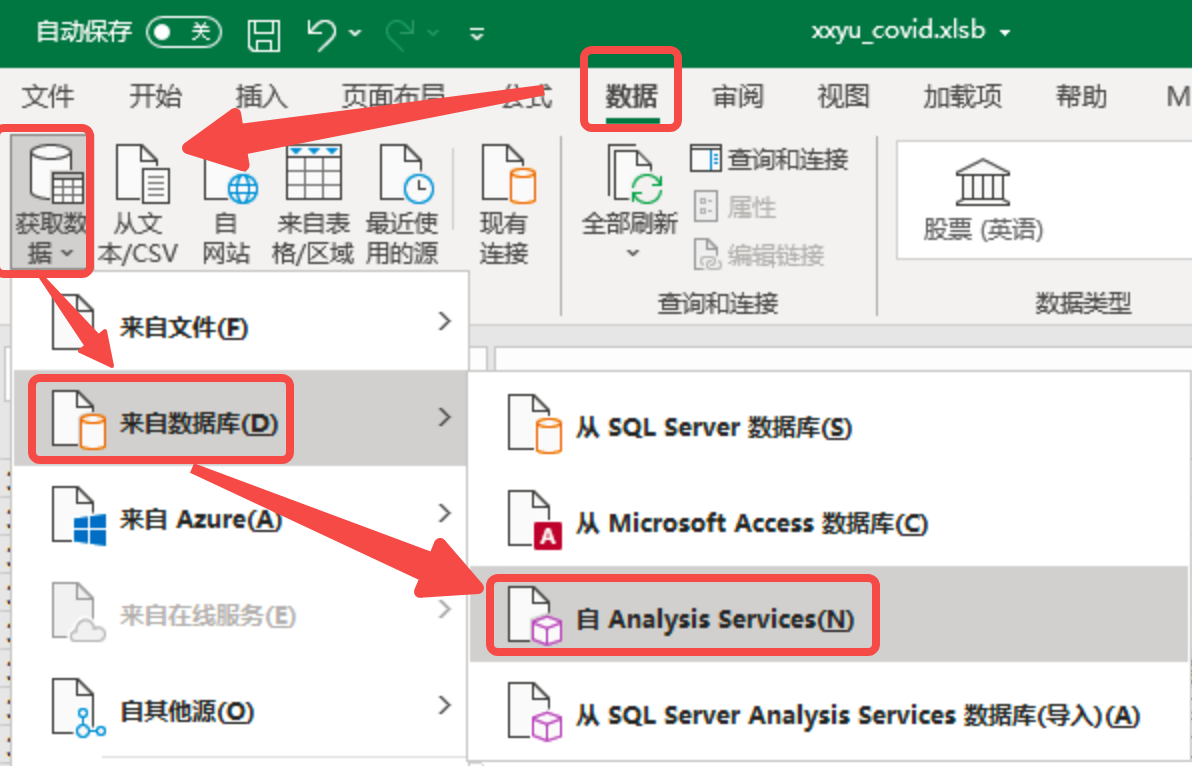 自动保存 关 xxyu_covid.xlsb
文件 开始 插入 页面布局 公式 数据 审阅 视图 加载项 帮助 M
获取数
据
从文
本/CSV
自
网站
来自表
格/区域
最近使
用的源
现有
连接
全部刷新
查询和连接
属性
编辑链接
查询和连接
股票 (英语)
数据类型
来自文件(F)
来自数据库(D)
来自 Azure(A)
来自在线服务(E)
自其他源(O)
从 SQL Server 数据库(S)
从 Microsoft Access 数据库(C)
自 Analysis Services(N)
从 SQL Server Analysis Services 数据库(导入)(A)